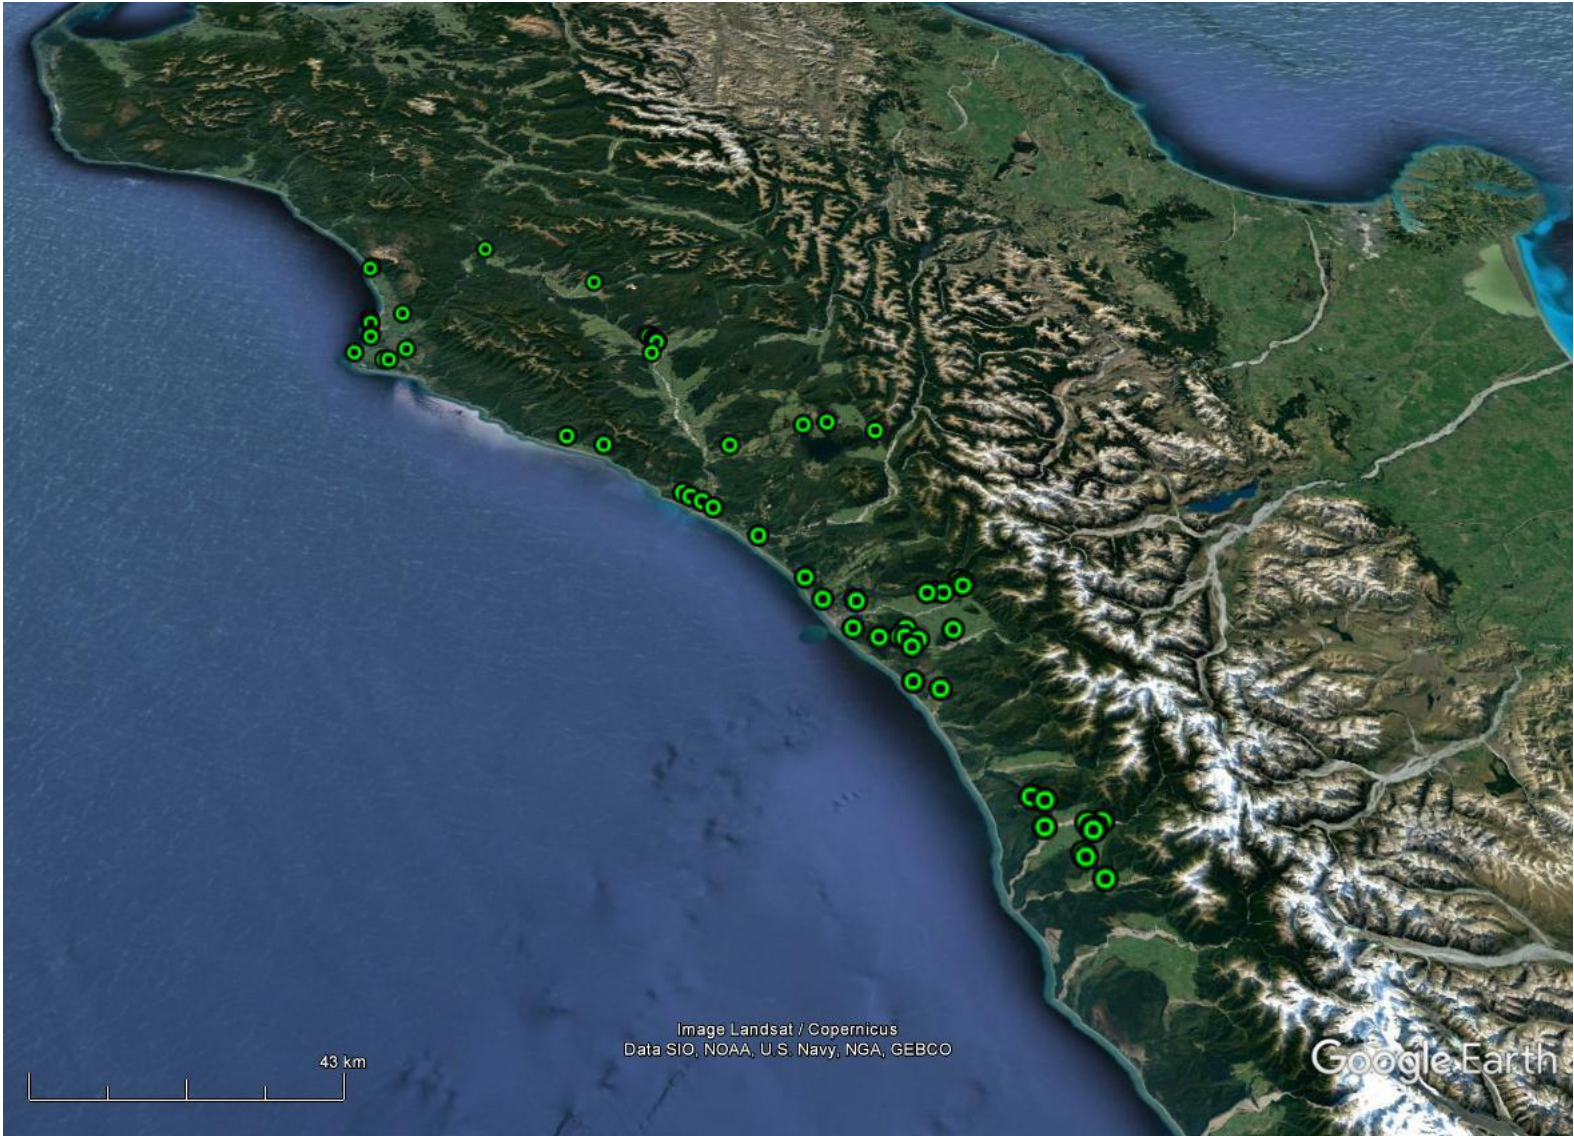 Image Landsat / Copernicus
Data SIO, NOAA, U.S. Navy, NGA, GEBCO
43 km
Google Earth